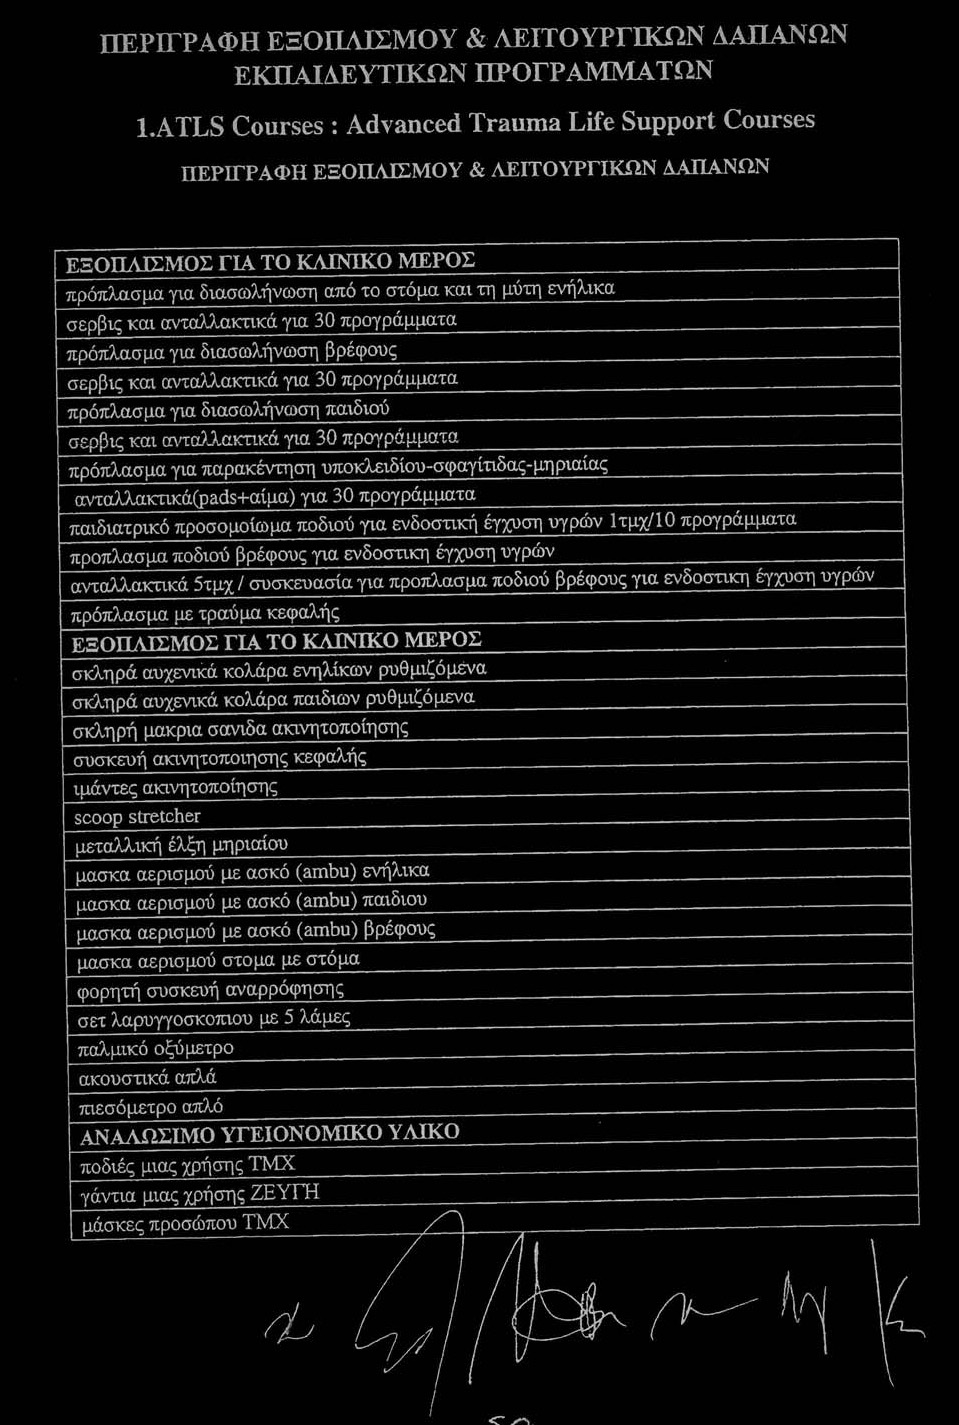 ΠΕΡΙΓΡΑΦΗ ΕΞΟΠΛΙΣΜΟΥ & ΛΕΙΤΟΥΡΓΙΚΩΝ ΔΑΠΑΝΩΝ
ΕΚΠΑΙΔΕΥΤΙΚΩΝ ΠΡΟΓΡΑΜΜΑΤΩΝ
1.ATLS Courses : Advanced Trauma Life Support Courses
ΠΕΡΙΓΡΑΦΗ ΕΞΟΠΛΙΣΜΟΥ & ΛΕΙΤΟΥΡΓΙΚΩΝ ΔΑΠΑΝΩΝ
ΕΞΟΠΛΙΣΜΟΣ ΓΙΑ ΤΟ ΚΛΙΝΙΚΟ ΜΕΡΟΣ
πρόπλασμα για διασωλήνωση από το στόμα και τη μύτη ενήλικα
σερβις και ανταλλακτικά για 30 προγράμματα
πρόπλασμα για διασωλήνωση βρέφους
σερβις και ανταλλακτικά για 30 προγράμματα
πρόπλασμα για διασωλήνωση παιδιού
σερβις και ανταλλακτικά για 30 προγράμματα
πρόπλασμα για παρακέντηση υποκλειδίου-σφαγίτιδας-μηριαίας
ανταλλακτικά(pads+αίμα) για 30 προγράμματα
παιδιατρικό προσομοίωμα ποδιού για ενδοστική έγχυση υγρών 1τμχ/10 προγράμματα
προπλασμα ποδιού βρέφους για ενδοστικη έγχυση υγρών
ανταλλακτικά 5τμχ / συσκευασία για προπλασμα ποδιού βρέφους για ενδοστικη έγχυση υγρών
πρόπλασμα με τραύμα κεφαλής
ΕΞΟΠΛΙΣΜΟΣ ΓΙΑ ΤΟ ΚΛΙΝΙΚΟ ΜΕΡΟΣ
σκληρά αυχενικά κολάρα ενηλίκων ρυθμιζόμενα
σκληρά αυχενικά κολάρα παιδιων ρυθμιζόμενα
σκληρή μακρια σανιδα ακινητοποίησης
συσκευή ακινητοποιησης κεφαλής
ιμάντες ακινητοποίησης
scoop stretcher
μεταλλική έλξη μηριαίου
μασκα αερισμού με ασκό (ambu) ενήλικα
μασκα αερισμού με ασκό (ambu) παιδιου
μασκα αερισμού με ασκό (ambu) βρέφους
μασκα αερισμού στομα με στόμα
φορητή συσκευή αναρρόφησης
σετ λαρυγγοσκοπιου με 5 λάμες
παλμικό οξύμετρο
ακουστικά απλά
πιεσόμετρο απλό
ΑΝΑΛΩΣΙΜΟ ΥΓΕΙΟΝΟΜΙΚΟ ΥΛΙΚΟ
ποδιές μιας χρήσης ΤΜΧ
γάντια μιας χρήσης ΖΕΥΓΗ
μάσκες προσώπου ΤΜΧ